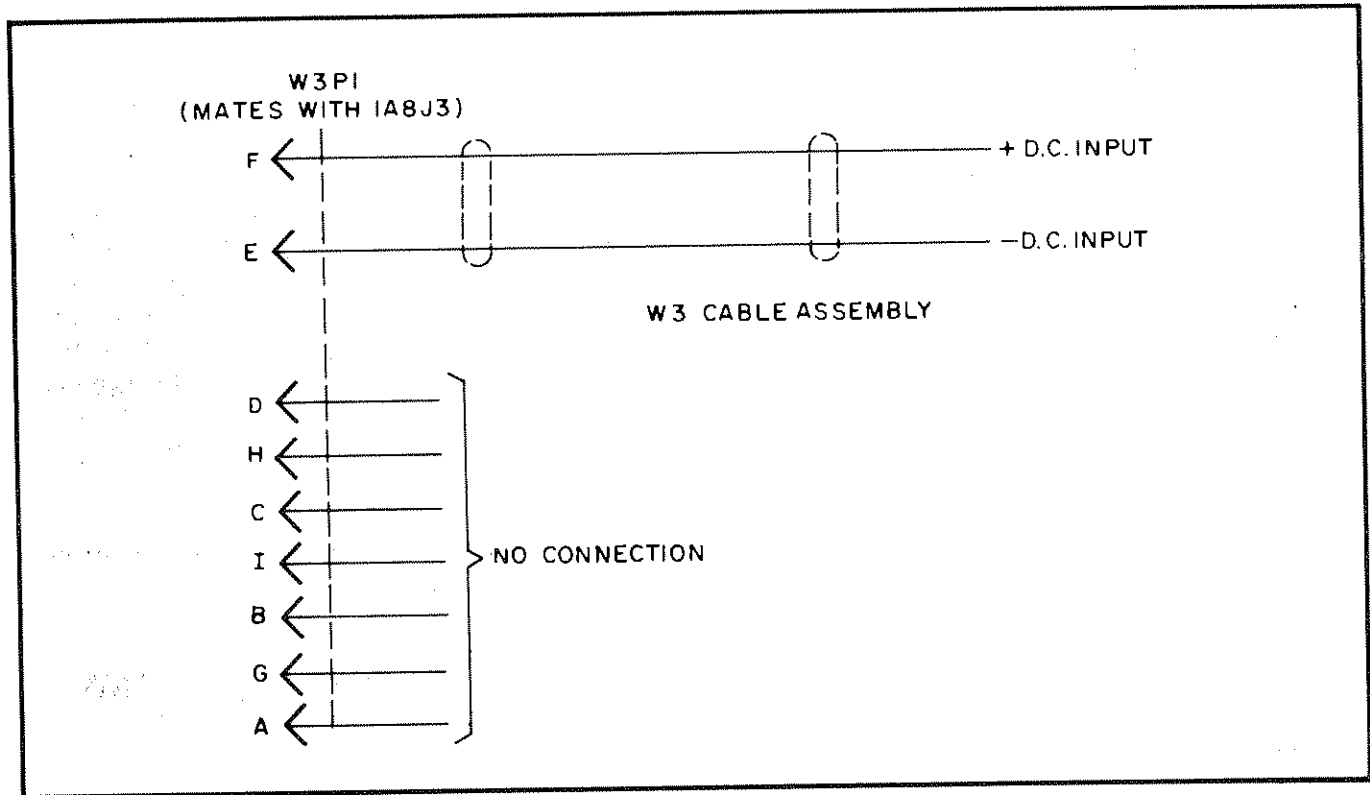 W3P1
(MATES WITH 1A8J3)
F
+ D.C. INPUT
E
—D.C. INPUT
W3 CABLE ASSEMBLY
D
H
C
I
B
G
A
NO CONNECTION